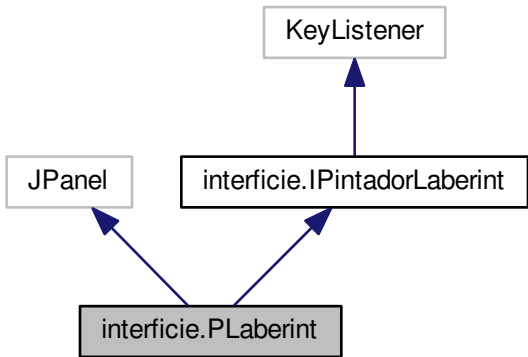 KeyListener
JPanel
interficie.IPintadorLaberint
interficie.PLaberint